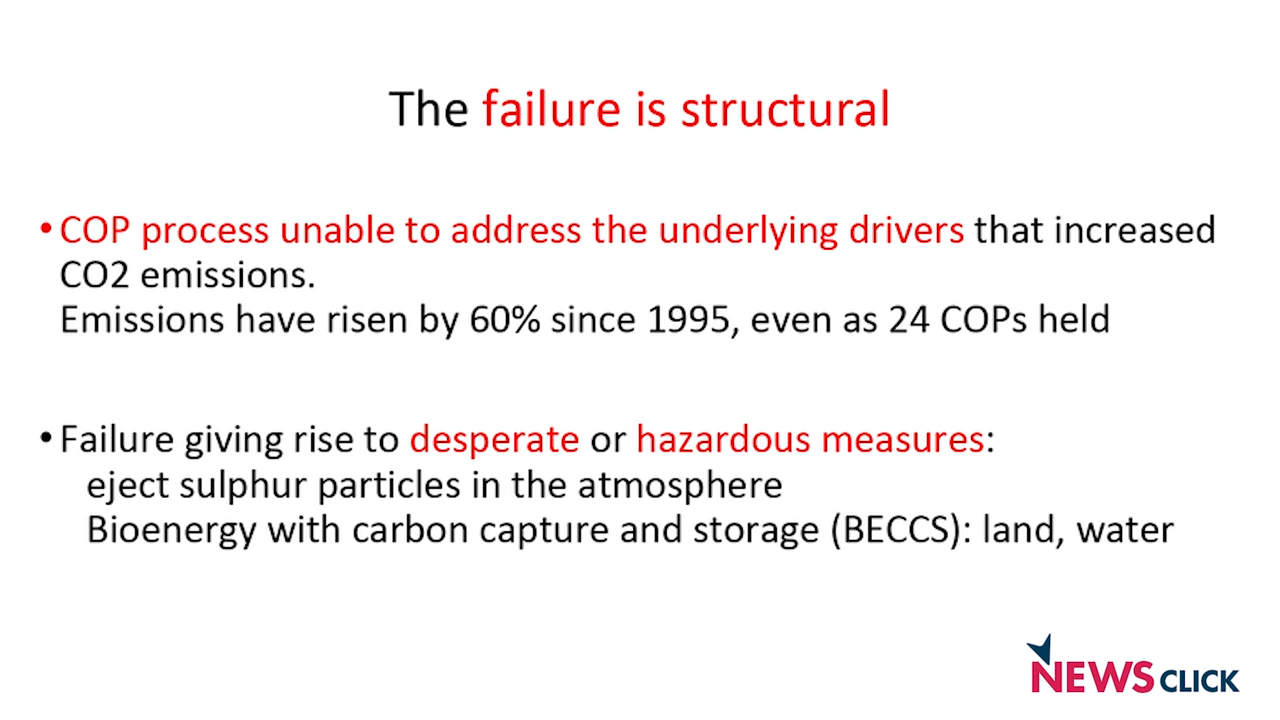 The failure is structural
• COP process unable to address the underlying drivers that increased
CO2 emissions.
Emissions have risen by 60% since 1995, even as 24 COPs held
• Failure giving rise to desperate or hazardous measures:
eject sulphur particles in the atmosphere
Bioenergy with carbon capture and storage (BECCS): land, water
NEWSCLICK